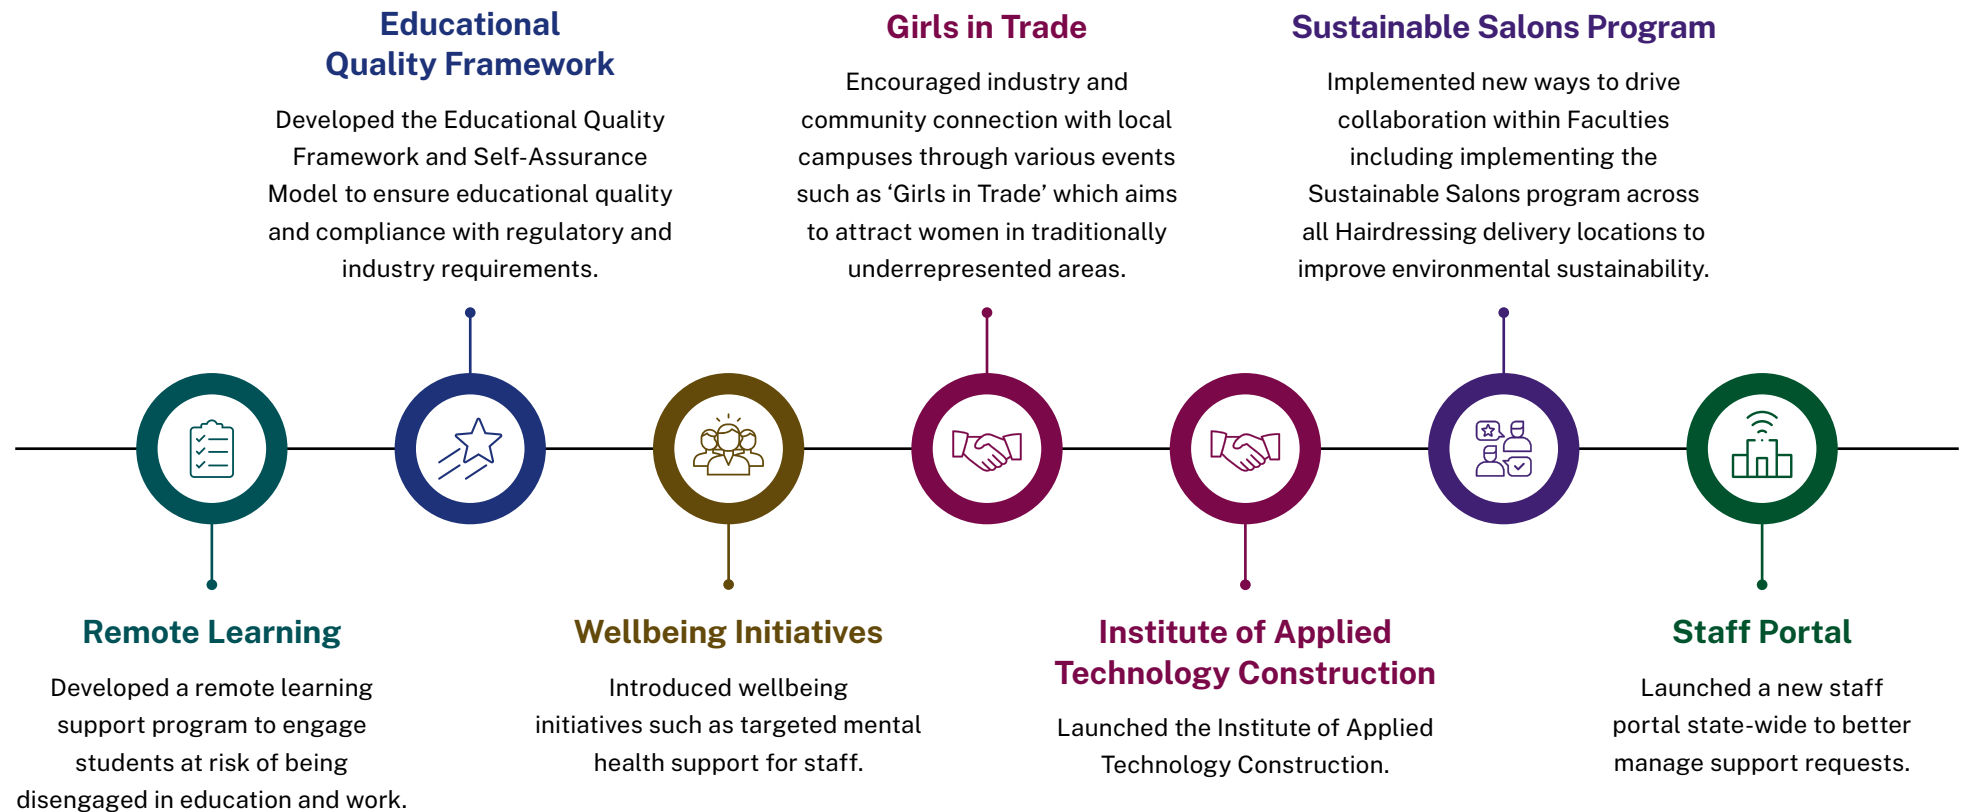 Educational
Quality Framework
Developed the Educational Quality
Framework and Self-Assurance
Model to ensure educational quality
and compliance with regulatory and
industry requirements.
Girls in Trade
Encouraged industry and
community connection with local
campuses through various events
such as ‘Girls in Trade’ which aims
to attract women in traditionally
underrepresented areas.
Sustainable Salons Program
Implemented new ways to drive
collaboration within Faculties
including implementing the
Sustainable Salons program across
all Hairdressing delivery locations to
improve environmental sustainability.
Remote Learning
Developed a remote learning
support program to engage
students at risk of being
disengaged in education and work.
Wellbeing Initiatives
Introduced wellbeing
initiatives such as targeted mental
health support for staff.
Institute of Applied
Technology Construction
Launched the Institute of Applied
Technology Construction.
Staff Portal
Launched a new staff
portal state-wide to better
manage support requests.